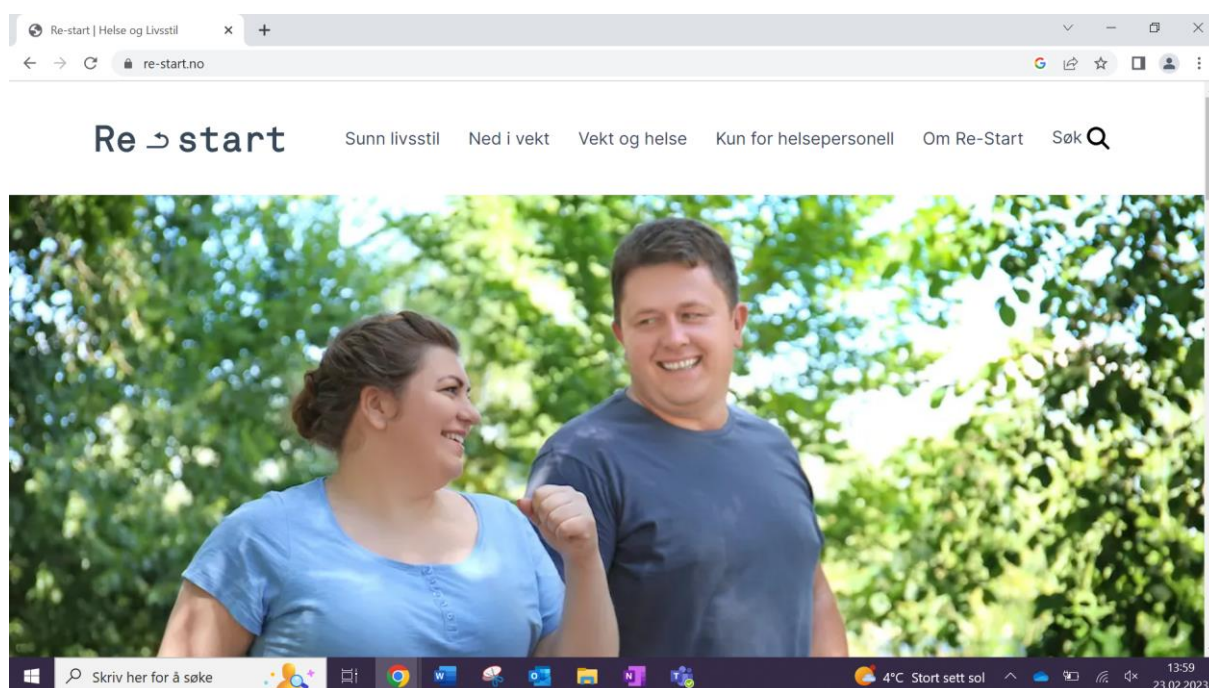 Re-start | Helse og Livsstil
re-start.no
Re start
Sunn livsstil Ned i vekt Vekt og helse Kun for helsepersonell Om Re-Start Søk
Skriv her for å søke
4°C Stort sett sol
13:59
23.02.2023